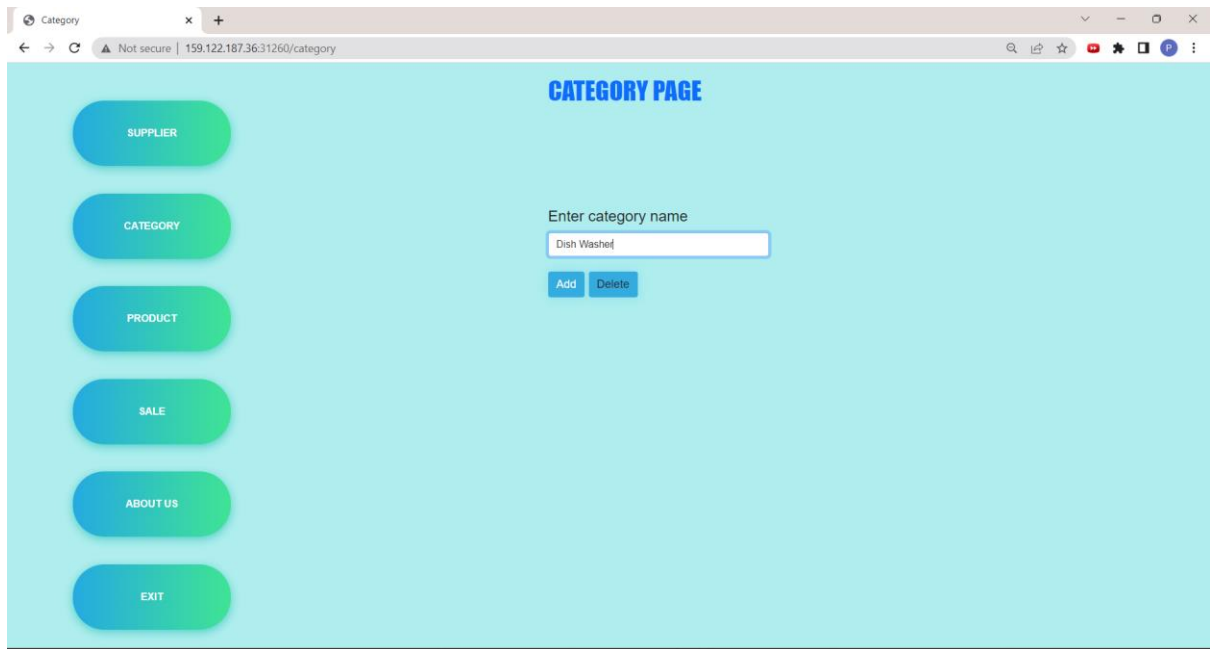 Category
Not secure | 159.122.187.36:31260/category
P
CATEGORY PAGE
SUPPLIER
CATEGORY
PRODUCT
SALE
ABOUT US
EXIT
Enter category name
Dish Washer
Add Delete